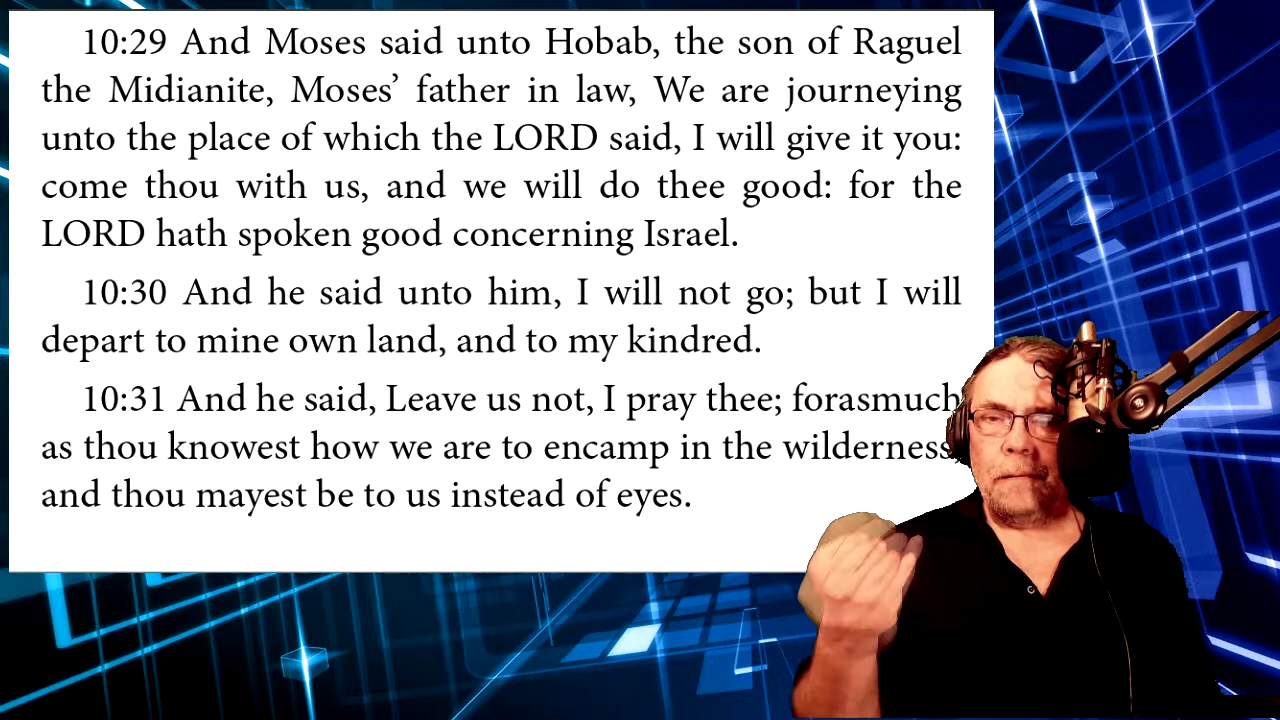 10:29 And Moses said unto Hobab, the son of Raguel
the Midianite, Moses’ father in law, We are journeying
unto the place of which the LORD said, I will give it you:
come thou with us, and we will do thee good: for the
LORD hath spoken good concerning Israel.
10:30 And he said unto him, I will not go; but I will
depart to mine own land, and to my kindred.
10:31 And he said, Leave us not, I pray thee; forasmuch
as thou knowest how we are to encamp in the wilderness,
and thou mayest be to us instead of eyes.